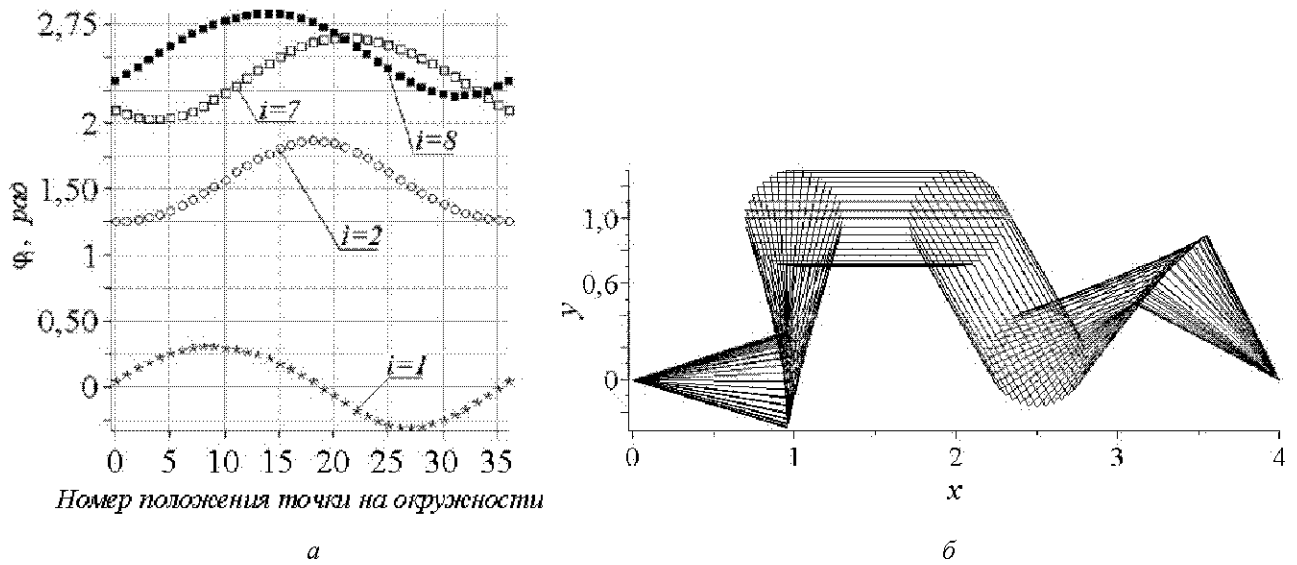 2,75
2
1,50
1
0,50
0
φᵢ, рад
i=7
i=8
i=2
i=1
0 5 10 15 20 25 30 35
Номер положения точки на окружности
а
1,0
0,6
0
y
0 1 2 3 4
x
б